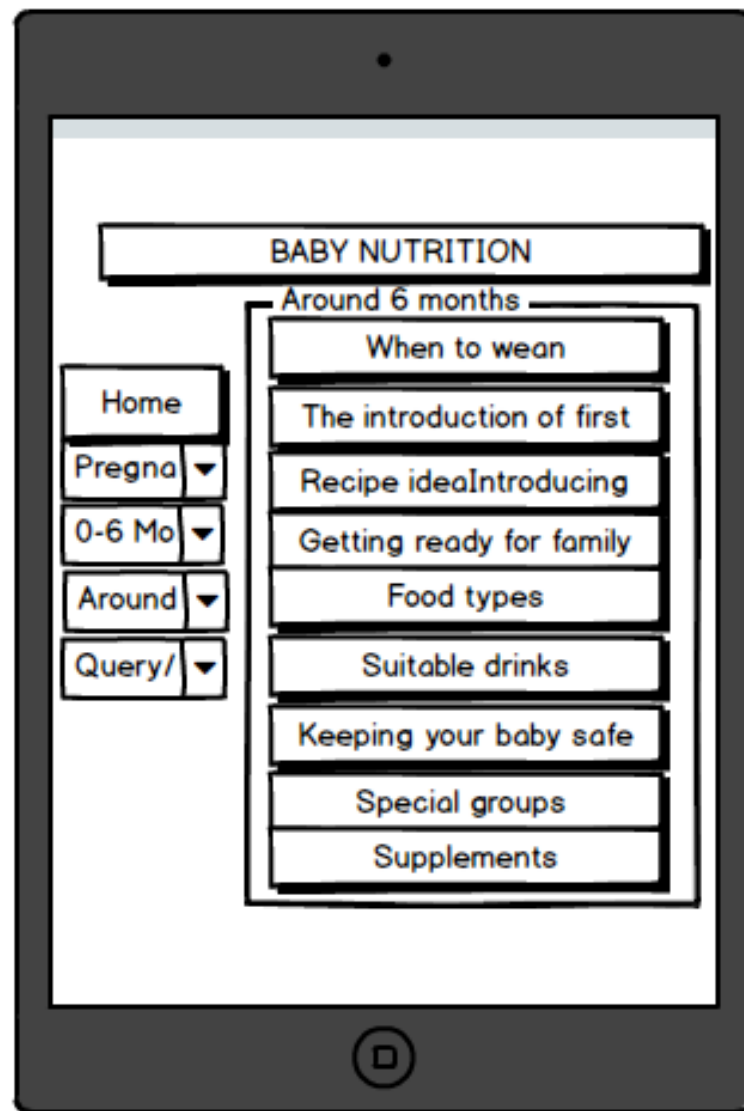 BABY NUTRITION
Around 6 months
When to wean
Home
The introduction of first
Pregna
Recipe ideaIntroducing
0-6 Mo
Getting ready for family
Around
Food types
Query/
Suitable drinks
Keeping your baby safe
Special groups
Supplements